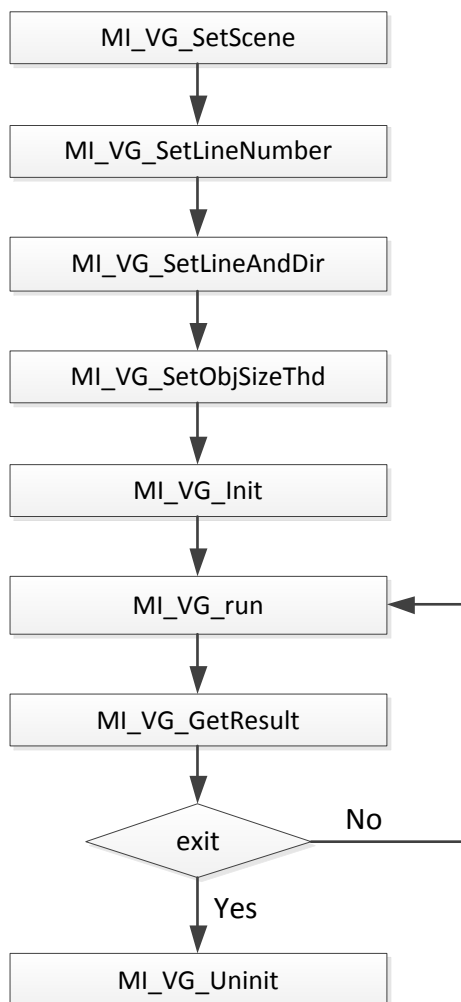 MI_VG_SetScene
MI_VG_SetLineNumber
MI_VG_SetLineAndDir
MI_VG_SetObjSizeThd
MI_VG_Init
MI_VG_run
MI_VG_GetResult
exit
No
Yes
MI_VG_Uninit